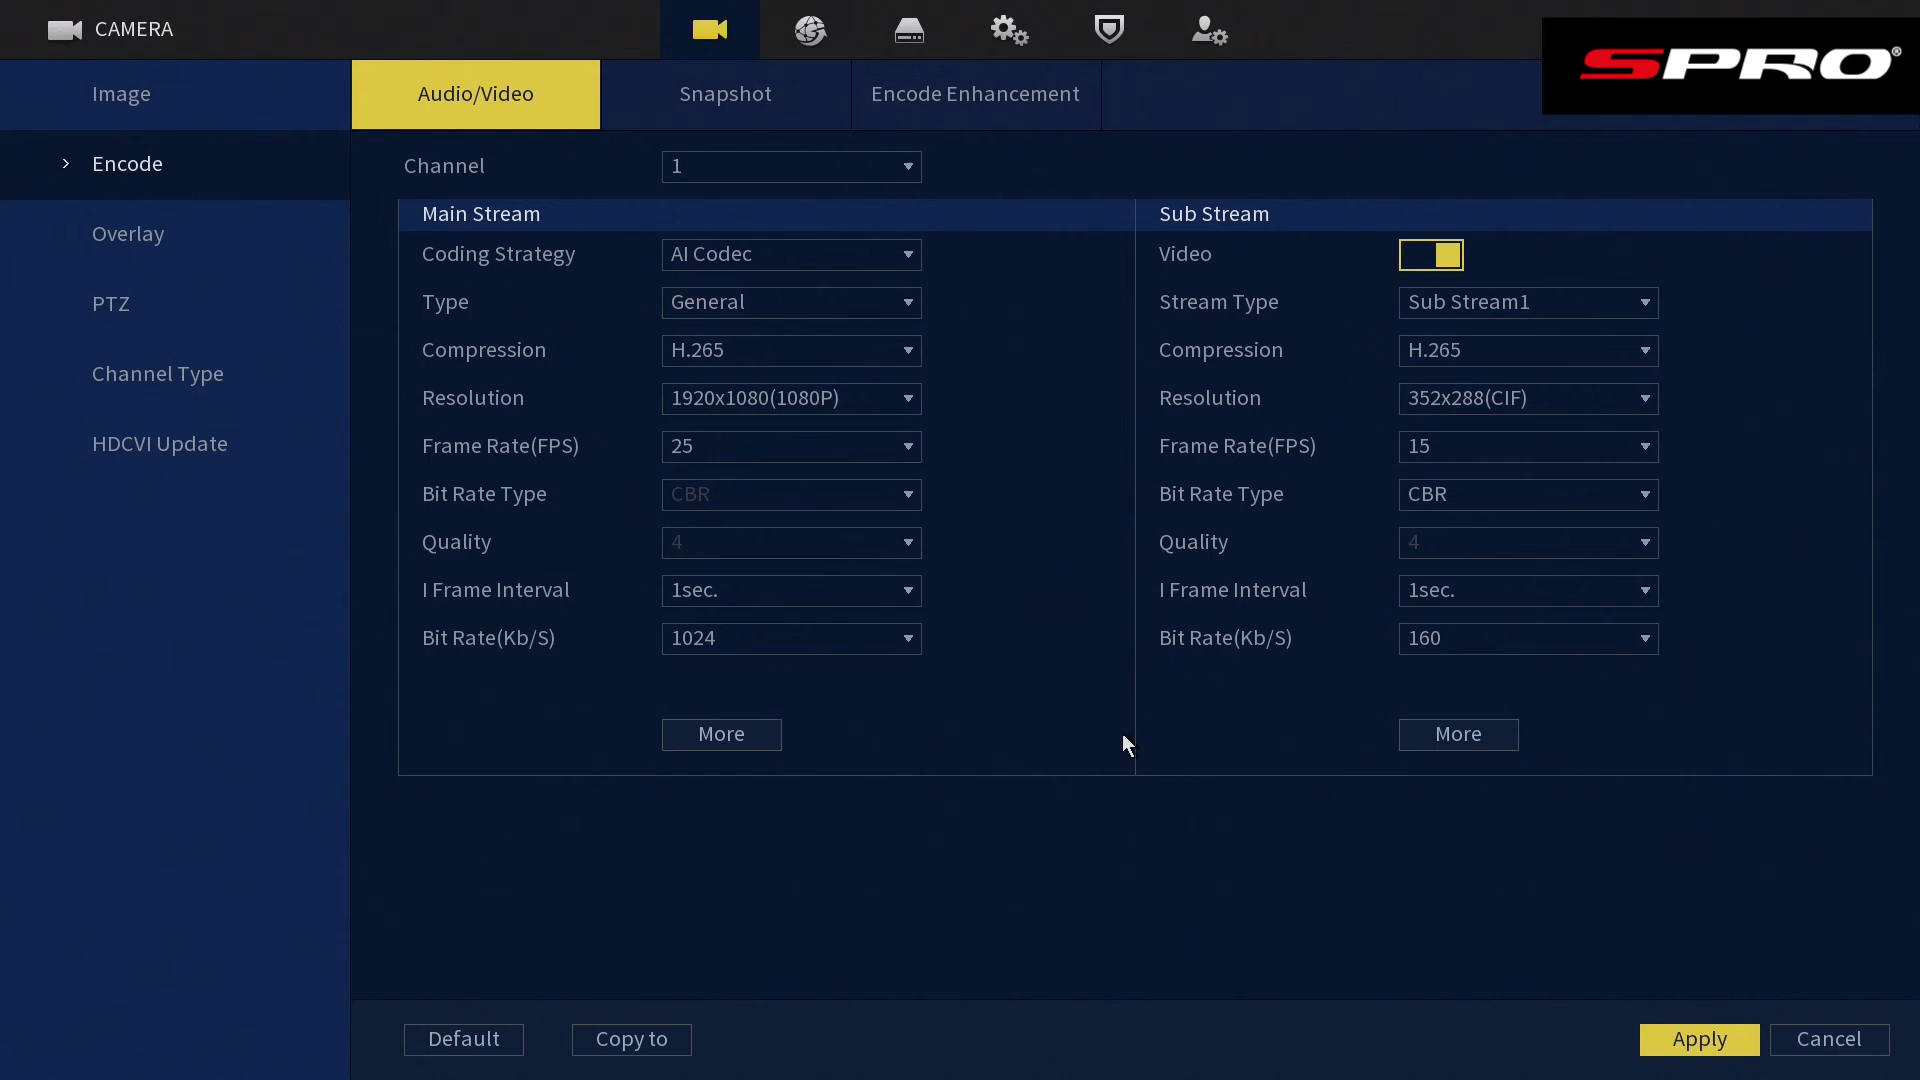 CAMERA
SPRO®
Image
Audio/Video
Snapshot
Encode Enhancement
Encode
Overlay
PTZ
Channel Type
HDCVI Update
Channel 1
Main Stream
Coding Strategy AI Codec
Type General
Compression H.265
Resolution 1920x1080(1080P)
Frame Rate(FPS) 25
Bit Rate Type CBR
Quality 4
I Frame Interval 1sec.
Bit Rate(Kb/S) 1024
More
Sub Stream
Video
Stream Type Sub Stream1
Compression H.265
Resolution 352x288(CIF)
Frame Rate(FPS) 15
Bit Rate Type CBR
Quality 4
I Frame Interval 1sec.
Bit Rate(Kb/S) 160
More
Default
Copy to
Apply
Cancel